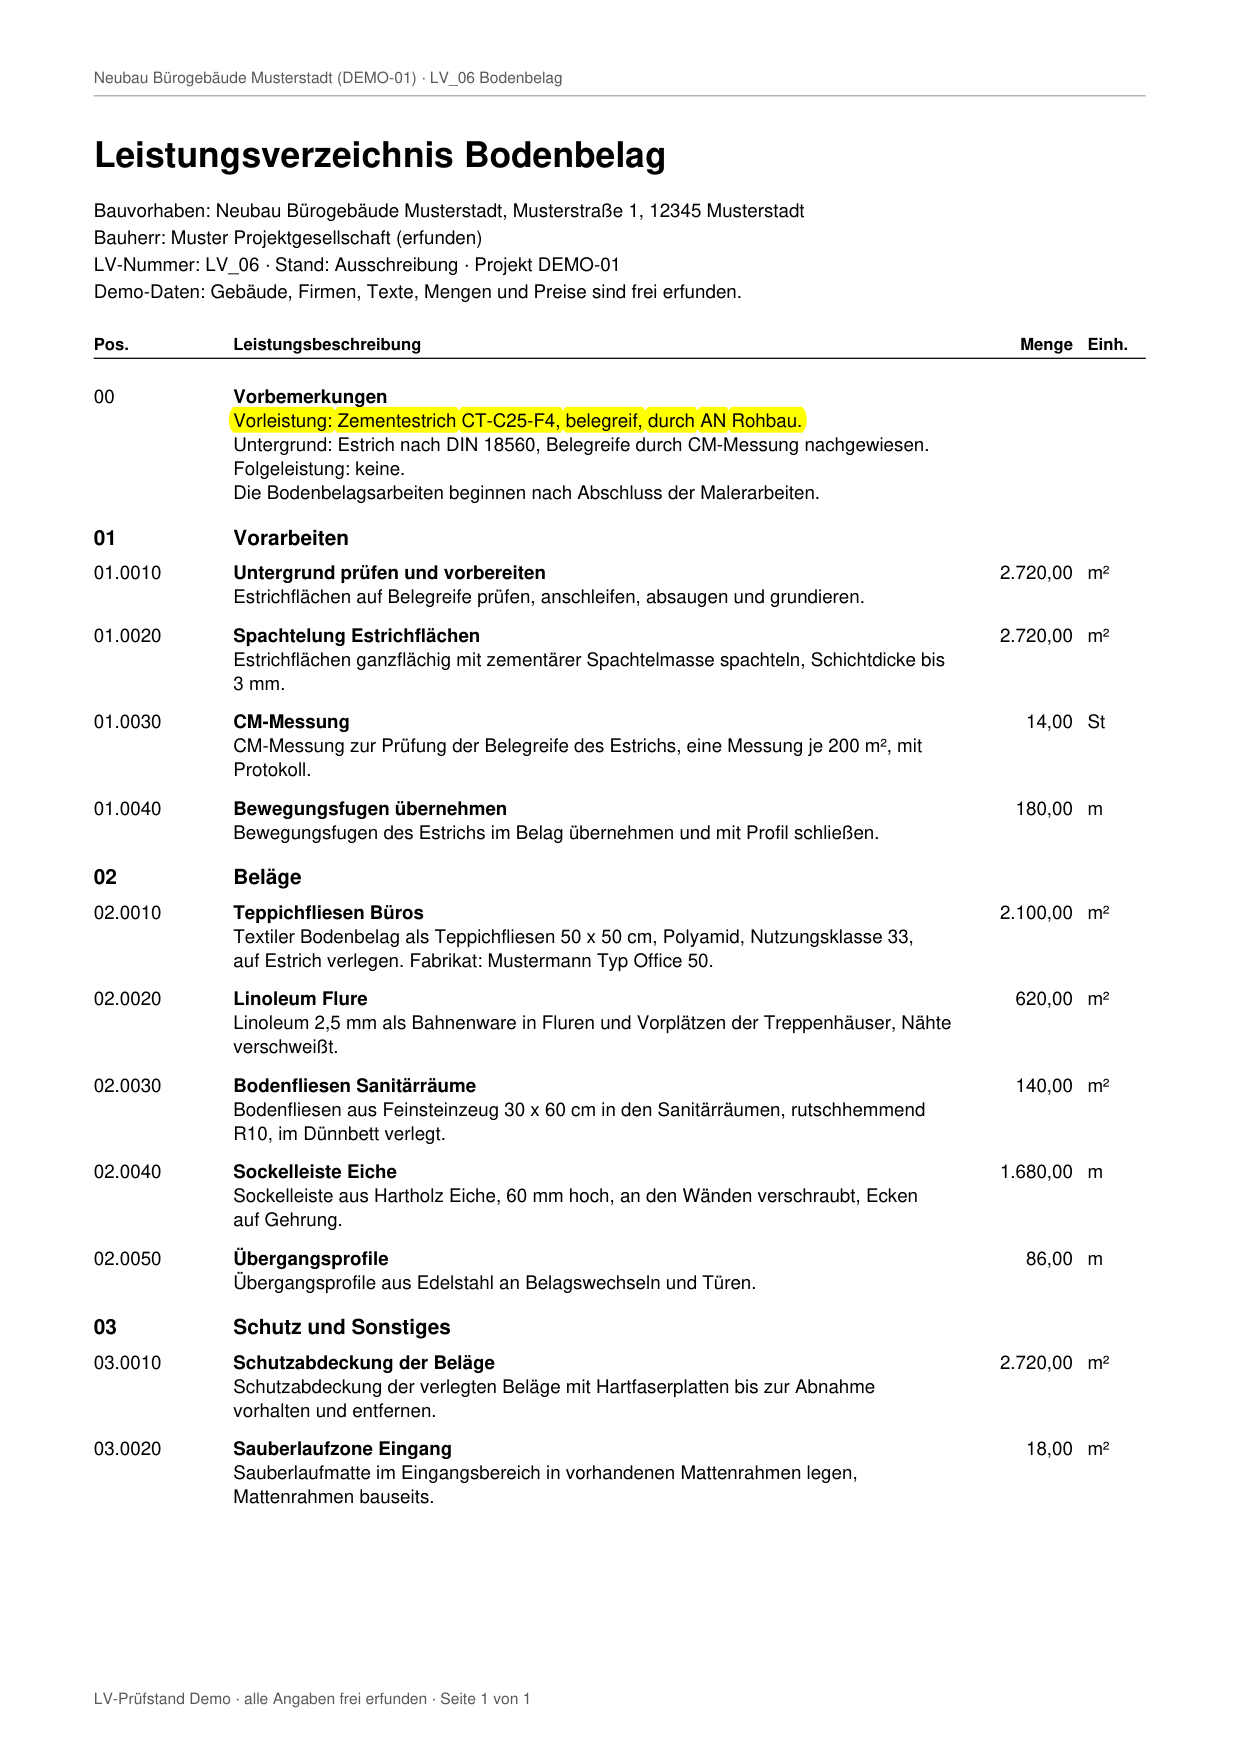 Neubau Bürogebäude Musterstadt (DEMO-01) · LV_06 Bodenbelag
Leistungsverzeichnis Bodenbelag
Bauvorhaben: Neubau Bürogebäude Musterstadt, Musterstraße 1, 12345 Musterstadt
Bauherr: Muster Projektgesellschaft (erfunden)
LV-Nummer: LV_06 · Stand: Ausschreibung · Projekt DEMO-01
Demo-Daten: Gebäude, Firmen, Texte, Mengen und Preise sind frei erfunden.
Pos. Leistungsbeschreibung Menge Einh.
00 Vorbemerkungen
Vorleistung: Zementestrich CT-C25-F4, belegreif, durch AN Rohbau.
Untergrund: Estrich nach DIN 18560, Belegreife durch CM-Messung nachgewiesen.
Folgeleistung: keine.
Die Bodenbelagsarbeiten beginnen nach Abschluss der Malerarbeiten.
01 Vorarbeiten
01.0010 Untergrund prüfen und vorbereiten 2.720,00 m²
Estrichflächen auf Belegreife prüfen, anschleifen, absaugen und grundieren.
01.0020 Spachtelung Estrichflächen 2.720,00 m²
Estrichflächen ganzflächig mit zementärer Spachtelmasse spachteln, Schichtdicke bis
3 mm.
01.0030 CM-Messung 14,00 St
CM-Messung zur Prüfung der Belegreife des Estrichs, eine Messung je 200 m², mit
Protokoll.
01.0040 Bewegungsfugen übernehmen 180,00 m
Bewegungsfugen des Estrichs im Belag übernehmen und mit Profil schließen.
02 Beläge
02.0010 Teppichfliesen Büros 2.100,00 m²
Textiler Bodenbelag als Teppichfliesen 50 x 50 cm, Polyamid, Nutzungsklasse 33,
auf Estrich verlegen. Fabrikat: Mustermann Typ Office 50.
02.0020 Linoleum Flure 620,00 m²
Linoleum 2,5 mm als Bahnenware in Fluren und Vorplätzen der Treppenhäuser, Nähte
verschweißt.
02.0030 Bodenfliesen Sanitärräume 140,00 m²
Bodenfliesen aus Feinsteinzeug 30 x 60 cm in den Sanitärräumen, rutschhemmend
R10, im Dünnbett verlegt.
02.0040 Sockelleiste Eiche 1.680,00 m
Sockelleiste aus Hartholz Eiche, 60 mm hoch, an den Wänden verschraubt, Ecken
auf Gehrung.
02.0050 Übergangsprofile 86,00 m
Übergangsprofile aus Edelstahl an Belagswechseln und Türen.
03 Schutz und Sonstiges
03.0010 Schutzabdeckung der Beläge 2.720,00 m²
Schutzabdeckung der verlegten Beläge mit Hartfaserplatten bis zur Abnahme
vorhalten und entfernen.
03.0020 Sauberlaufzone Eingang 18,00 m²
Sauberlaufmatte im Eingangsbereich in vorhandenen Mattenrahmen legen,
Mattenrahmen bauseits.
LV-Prüfstand Demo · alle Angaben frei erfunden · Seite 1 von 1